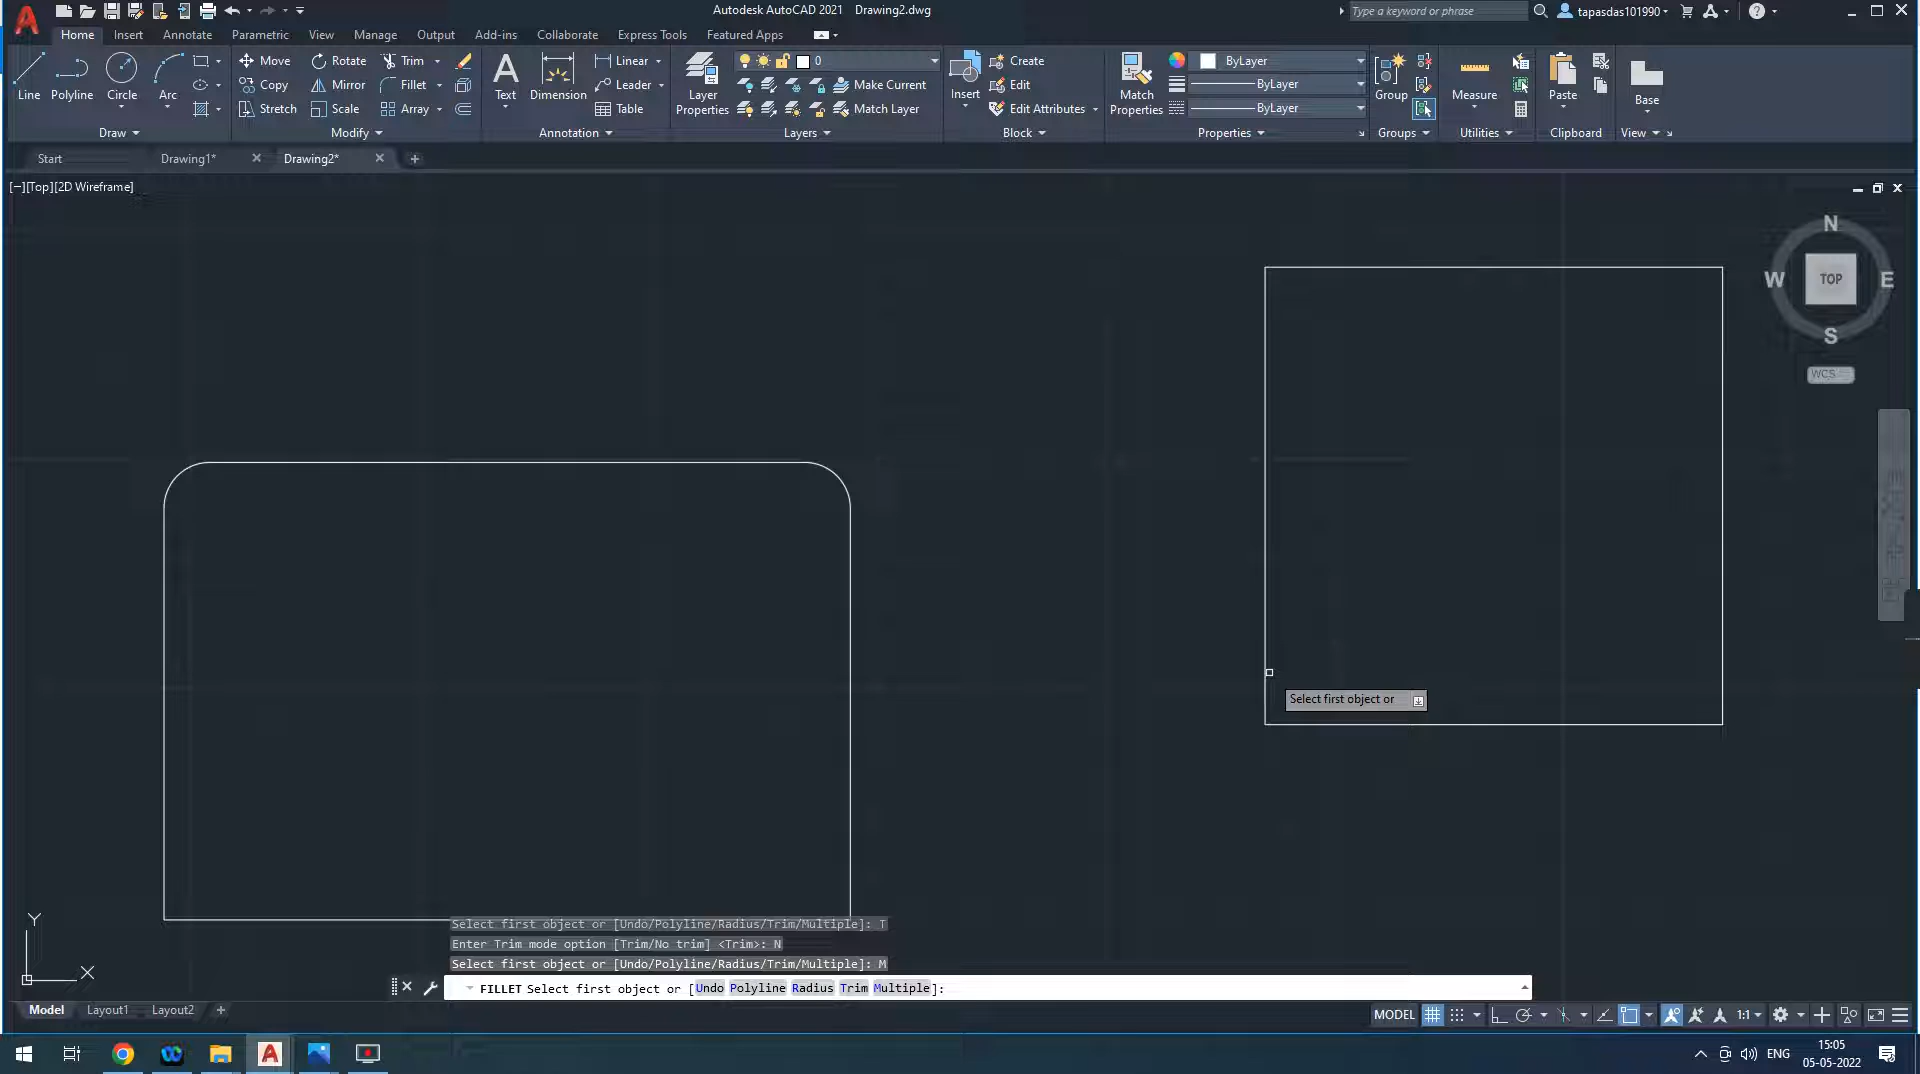 Autodesk AutoCAD 2021 Drawing2.dwg
Type a keyword or phrase
tapasdas101990
Home Insert Annotate Parametric View Manage Output Add-ins Collaborate Express Tools Featured Apps
Line Polyline Circle Arc
Move Rotate Trim
Copy Mirror Fillet
Stretch Scale Array
Text Dimension
Linear
Leader
Table
Layer Properties
0
Make Current
Match Layer
Insert
Create
Edit
Edit Attributes
Match Properties
ByLayer
ByLayer
ByLayer
Group
Measure
Paste
Base
Draw Modify Annotation Layers Block Properties Groups Utilities Clipboard View
Start Drawing1* Drawing2*
[−][Top][2D Wireframe]
N
W TOP E
S
WCS
Select first object or
Y
X
Select first object or [Undo/Polyline/Radius/Trim/Multiple]: T
Enter Trim mode option [Trim/No trim] <Trim>: N
Select first object or [Undo/Polyline/Radius/Trim/Multiple]: M
FILLET Select first object or [Undo Polyline Radius Trim Multiple]:
Model Layout1 Layout2
MODEL 1:1
ENG
15:05
05-05-2022